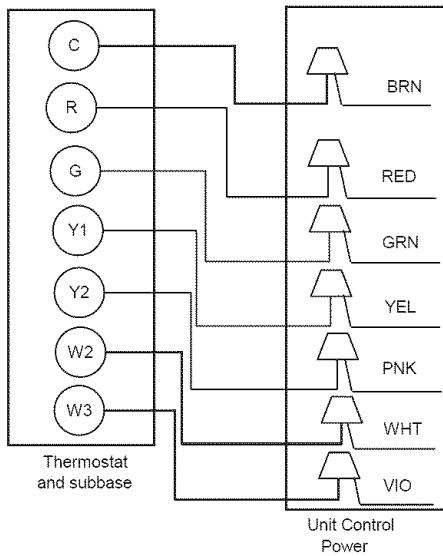 C
BRN
R
RED
G
GRN
Y1
YEL
Y2
PNK
W2
WHT
W3
VIO
Thermostat
and subbase
Unit Control
Power